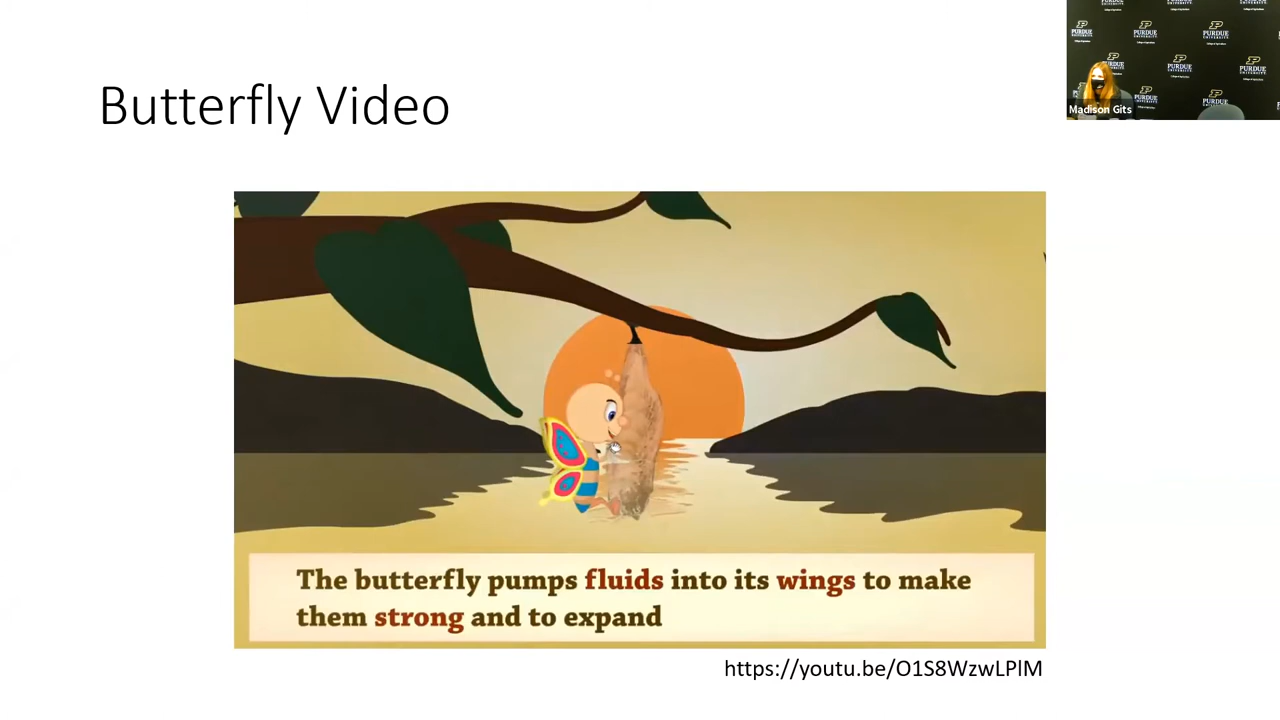 Butterfly Video
PURDUE
UNIVERSITY
Madison Gits
The butterfly pumps fluids into its wings to make
them strong and to expand
https://youtu.be/O1S8WzwLPlM